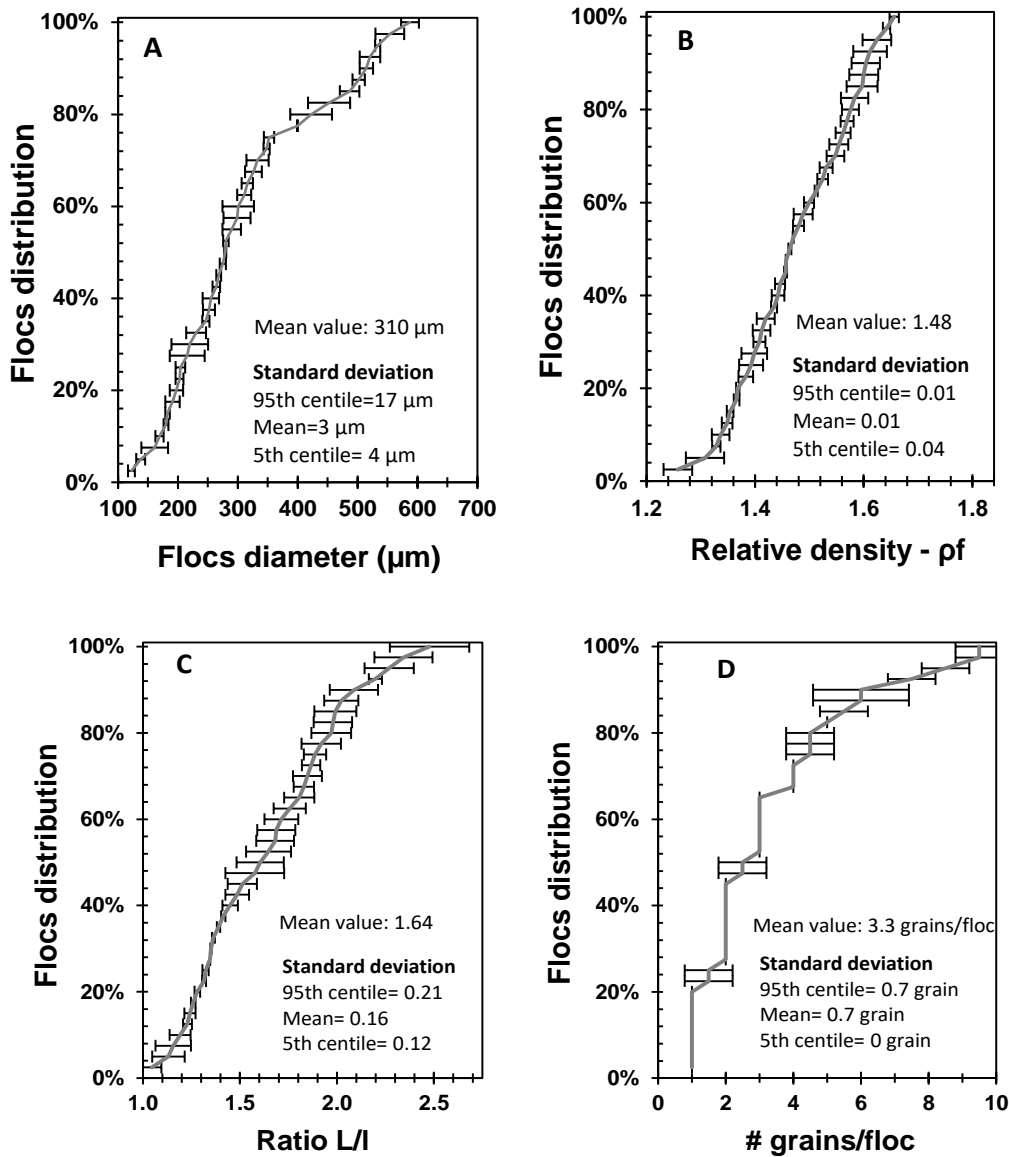 A
100%
80%
60%
40%
20%
0%
Flocs distribution
Mean value: 310 µm
Standard deviation
95th centile=17 µm
Mean=3 µm
5th centile= 4 µm
100 200 300 400 500 600 700
Flocs diameter (µm)
B
100%
80%
60%
40%
20%
0%
Flocs distribution
Mean value: 1.48
Standard deviation
95th centile= 0.01
Mean= 0.01
5th centile= 0.04
1.2 1.4 1.6 1.8
Relative density - ρf
C
100%
80%
60%
40%
20%
0%
Flocs distribution
Mean value: 1.64
Standard deviation
95th centile= 0.21
Mean= 0.16
5th centile= 0.12
1.0 1.5 2.0 2.5
Ratio L/l
D
100%
80%
60%
40%
20%
0%
Flocs distribution
Mean value: 3.3 grains/floc
Standard deviation
95th centile= 0.7 grain
Mean= 0.7 grain
5th centile= 0 grain
0 2 4 6 8 10
# grains/floc